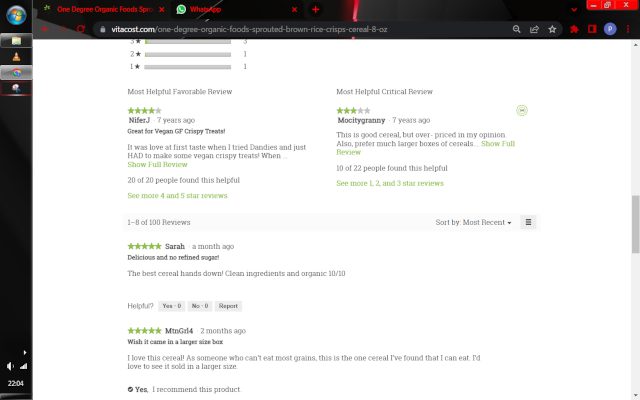 One Degree Organic Foods Spro
WhatsApp
vitacost.com/one-degree-organic-foods-sprouted-brown-rice-crisps-cereal-8-oz
3 ★ 3
2 ★ 1
1 ★ 1
Most Helpful Favorable Review
NiferJ · 7 years ago
Great for Vegan GF Crispy Treats!
It was love at first taste when I tried Dandies and just
HAD to make some vegan crispy treats! When...
Show Full Review
20 of 20 people found this helpful
See more 4 and 5 star reviews
Most Helpful Critical Review
Mocitygranny · 7 years ago
This is good cereal, but over- priced in my opinion.
Also, prefer much larger boxes of cereals... Show Full
Review
10 of 22 people found this helpful
See more 1, 2, and 3 star reviews
1–8 of 100 Reviews
Sort by: Most Recent
Sarah · a month ago
Delicious and no refined sugar!
The best cereal hands down! Clean ingredients and organic 10/10
Helpful? Yes · 0 No · 0 Report
MtnGrl4 · 2 months ago
Wish it came in a larger size box
I love this cereal! As someone who can't eat most grains, this is the one cereal I've found that I can eat. I'd
love to see it sold in a larger size.
Yes, I recommend this product.
22:04